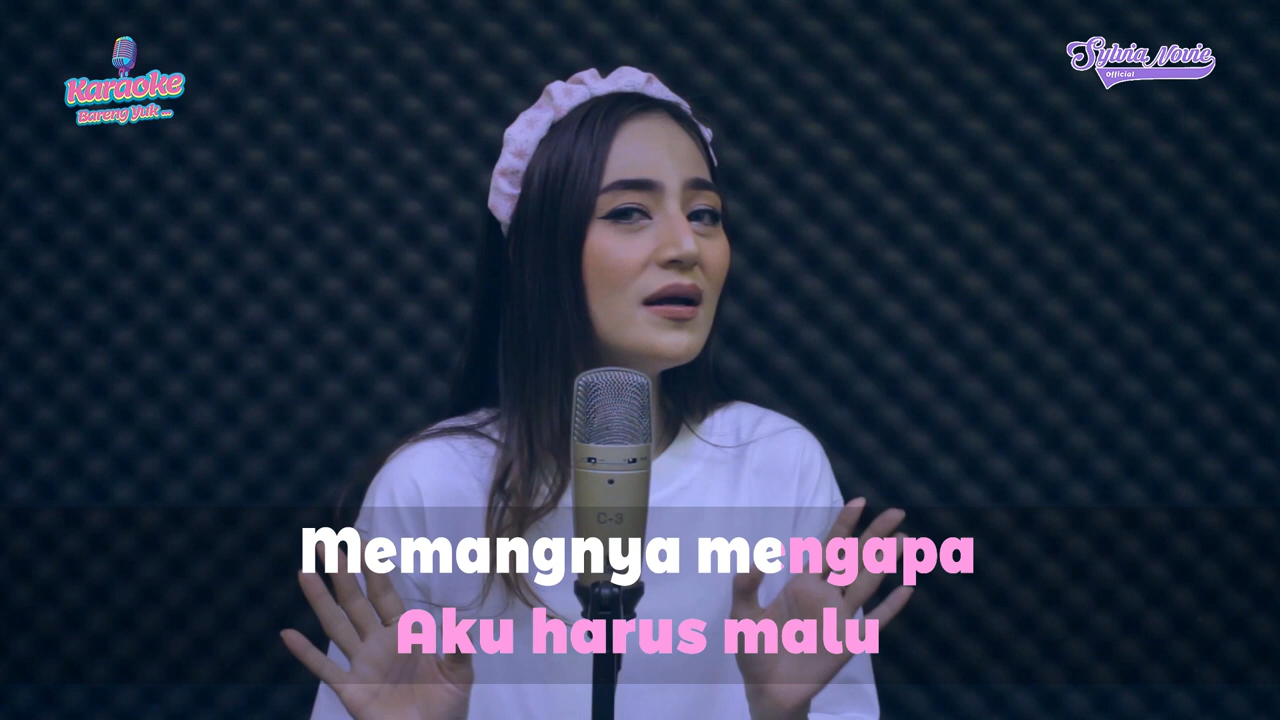 Karaoke
Bareng Yuk ...
Sylvia Novie
Official
C-3
Memangnya mengapa
Aku harus malu